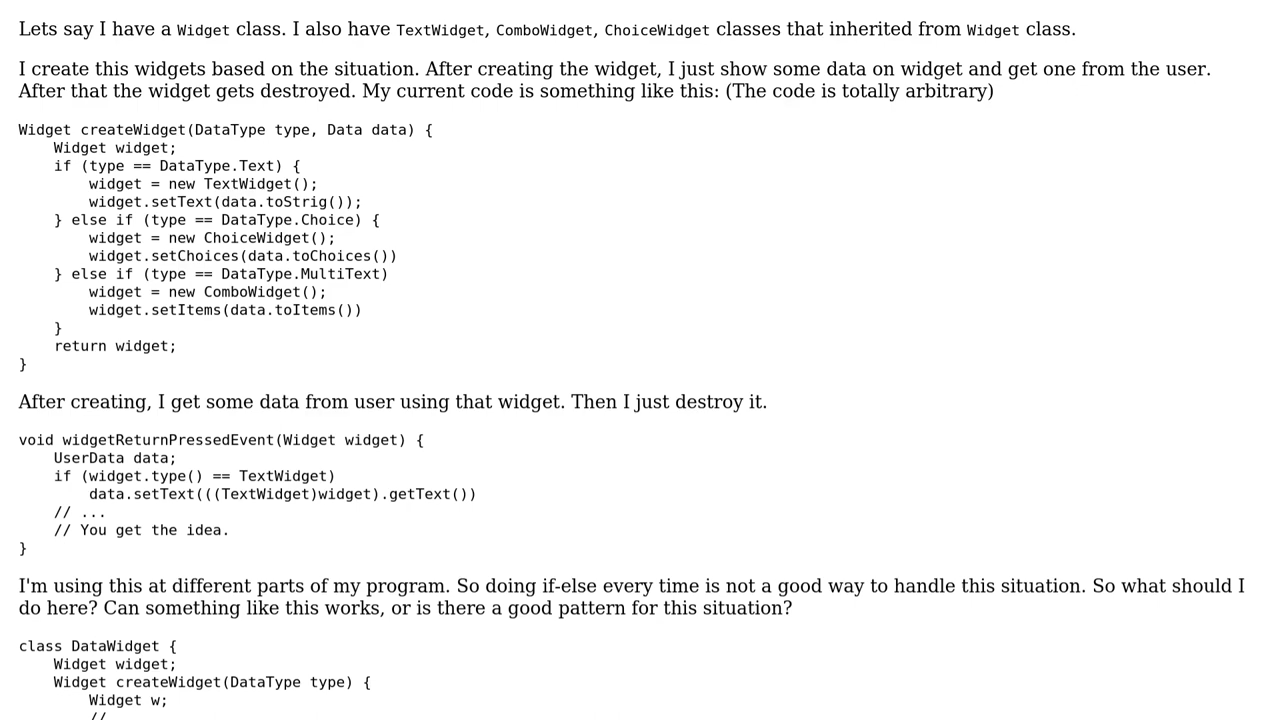 Lets say I have a Widget class. I also have TextWidget, ComboWidget, ChoiceWidget classes that inherited from Widget class.
I create this widgets based on the situation. After creating the widget, I just show some data on widget and get one from the user.
After that the widget gets destroyed. My current code is something like this: (The code is totally arbitrary)
Widget createWidget(DataType type, Data data) {
    Widget widget;
    if (type == DataType.Text) {
        widget = new TextWidget();
        widget.setText(data.toStrig());
    } else if (type == DataType.Choice) {
        widget = new ChoiceWidget();
        widget.setChoices(data.toChoices())
    } else if (type == DataType.MultiText)
        widget = new ComboWidget();
        widget.setItems(data.toItems())
    }
    return widget;
}
After creating, I get some data from user using that widget. Then I just destroy it.
void widgetReturnPressedEvent(Widget widget) {
    UserData data;
    if (widget.type() == TextWidget)
        data.setText(((TextWidget)widget).getText())
    // ...
    // You get the idea.
}
I'm using this at different parts of my program. So doing if-else every time is not a good way to handle this situation. So what should I
do here? Can something like this works, or is there a good pattern for this situation?
class DataWidget {
    Widget widget;
    Widget createWidget(DataType type) {
        Widget w;
        //